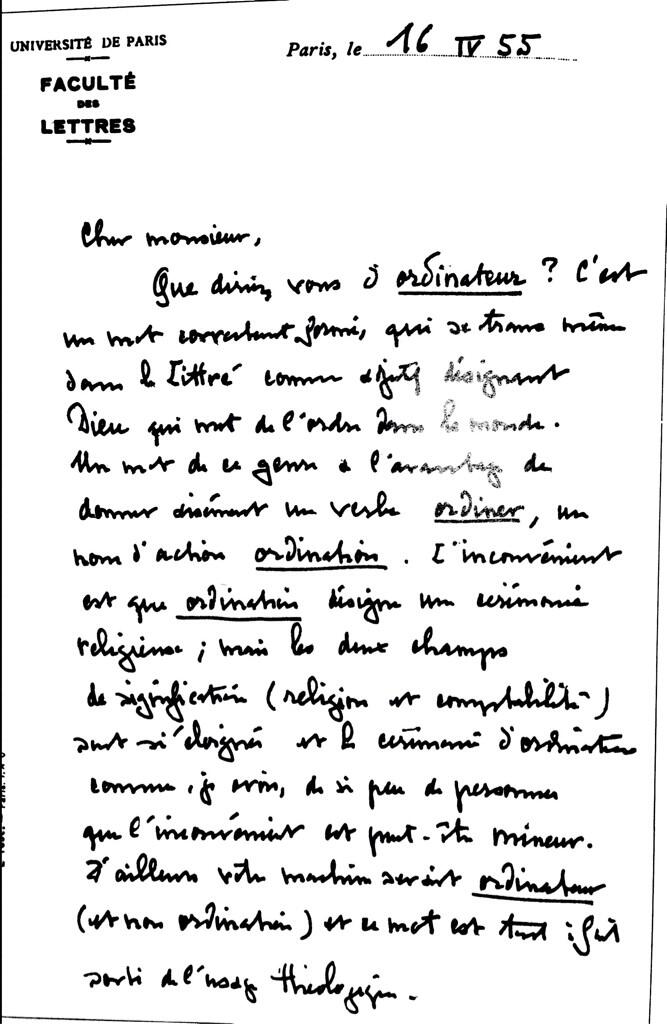 UNIVERSITÉ DE PARIS
FACULTÉ
DES
LETTRES
Paris, le 16 IV 55
Cher monsieur,
Que diriez vous d'ordinateur ? C'est
un mot correctement formé, qui se trouve même
dans le Littré comme adjectif désignant
Dieu qui met de l'ordre dans le monde.
Un mot de ce genre a l'avantage de
donner aisément un verbe ordiner, un
nom d'action ordination. L'inconvénient
est que ordination désigne une cérémonie
religieuse ; mais les deux champs
de signification (religion et comptabilité)
sont si éloignés et la cérémonie d'ordination
connue, je crois, de si peu de personnes
que l'inconvénient est peut-être mineur.
D'ailleurs votre machine serait ordinateur
(et non ordination) et ce mot est tout à fait
sorti de l'usage théologique.